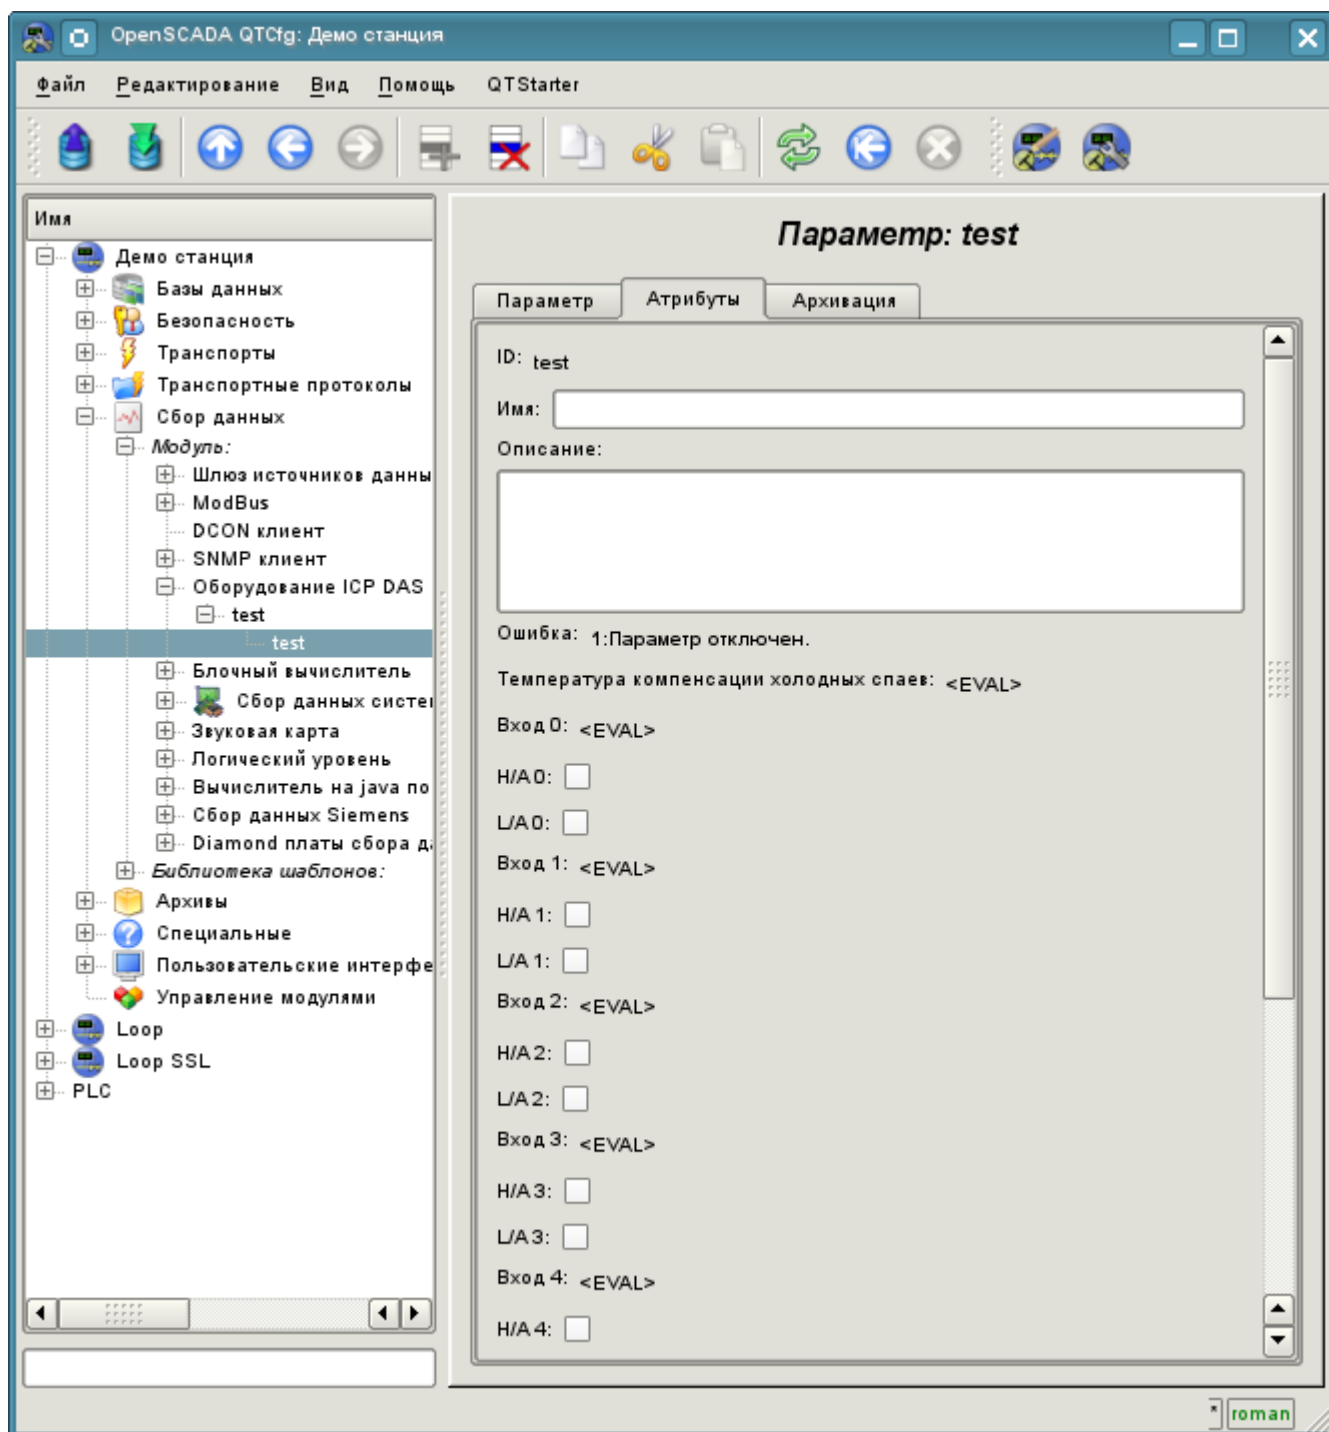 OpenSCADA QTCfg: Демо станция
Файл Редактирование Вид Помощь QTStarter
Имя
Демо станция
Базы данных
Безопасность
Транспорты
Транспортные протоколы
Сбор данных
Модуль:
Шлюз источников данны
ModBus
DCON клиент
SNMP клиент
Оборудование ICP DAS
test
test
Блочный вычислитель
Сбор данных систе
Звуковая карта
Логический уровень
Вычислитель на java по
Сбор данных Siemens
Diamond платы сбора д
Библиотека шаблонов:
Архивы
Специальные
Пользовательские интерфе
Управление модулями
Loop
Loop SSL
PLC
Параметр: test
Параметр Атрибуты Архивация
ID: test
Имя:
Описание:
Ошибка: 1:Параметр отключен.
Температура компенсации холодных спаев: <EVAL>
Вход 0: <EVAL>
H/A 0:
L/A 0:
Вход 1: <EVAL>
H/A 1:
L/A 1:
Вход 2: <EVAL>
H/A 2:
L/A 2:
Вход 3: <EVAL>
H/A 3:
L/A 3:
Вход 4: <EVAL>
H/A 4:
* roman